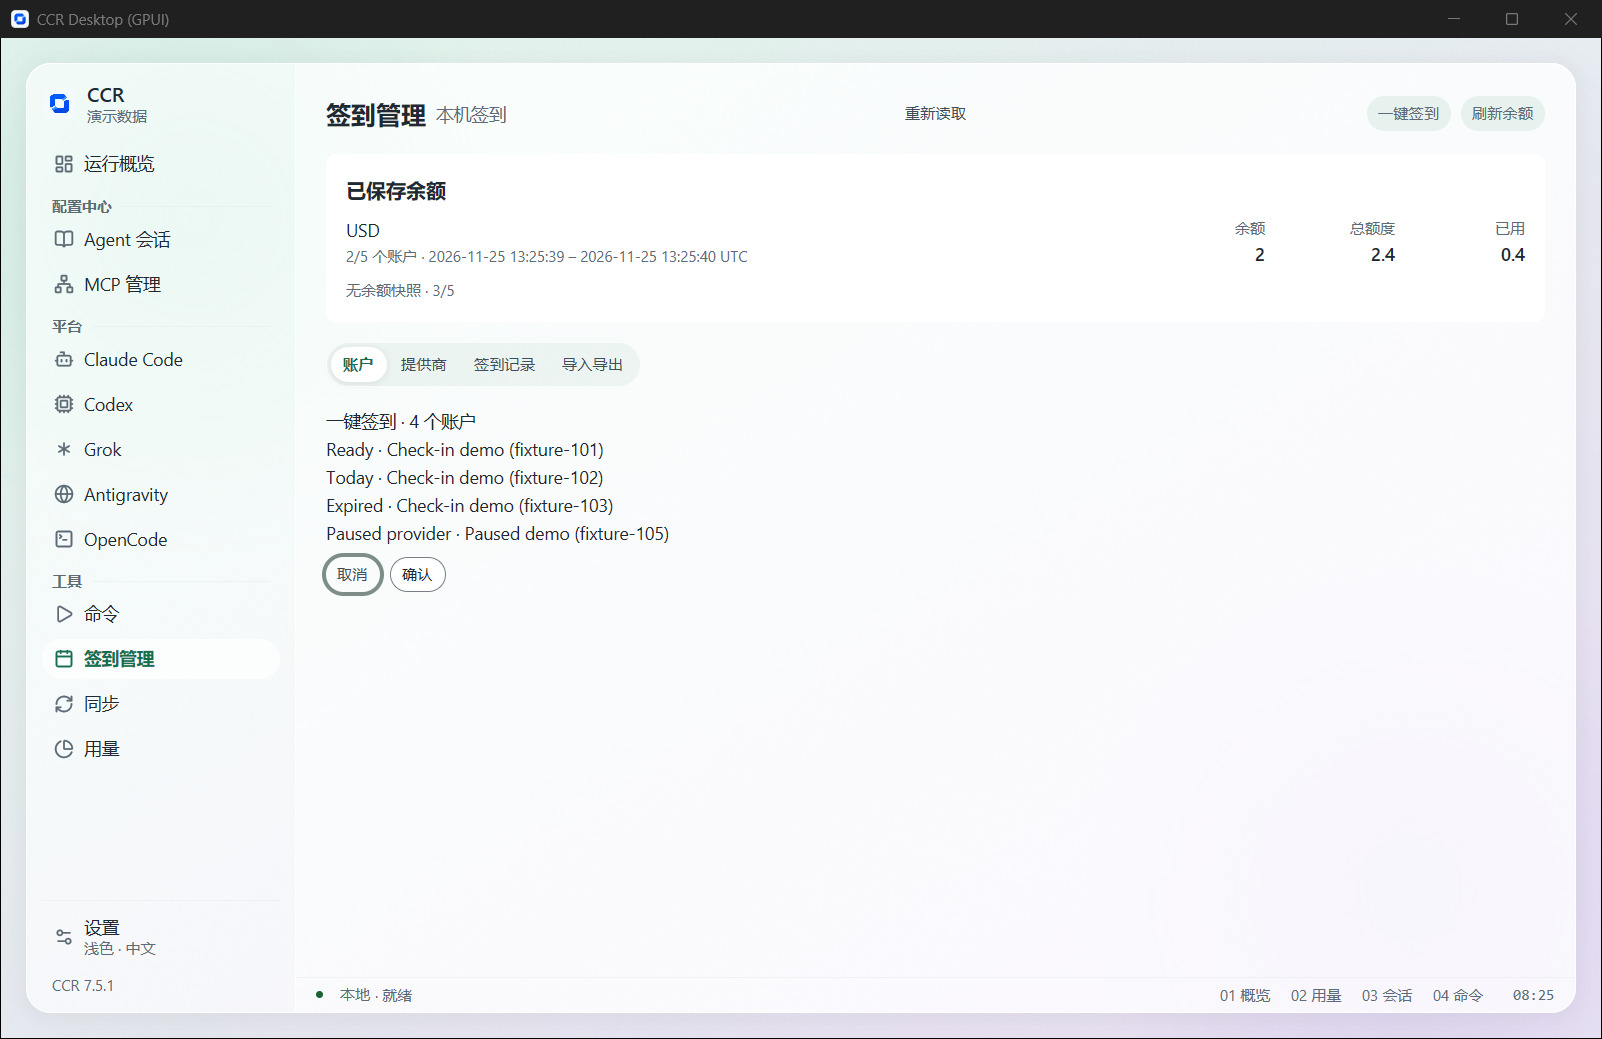 CCR Desktop (GPUI)
CCR
演示数据
运行概览
配置中心
Agent 会话
MCP 管理
平台
Claude Code
Codex
Grok
Antigravity
OpenCode
工具
命令
签到管理
同步
用量
设置
浅色 · 中文
CCR 7.5.1
签到管理 本机签到
重新读取
一键签到
刷新余额
已保存余额
USD
2/5 个账户 · 2026-11-25 13:25:39 – 2026-11-25 13:25:40 UTC
无余额快照 · 3/5
余额
2
总额度
2.4
已用
0.4
账户
提供商
签到记录
导入导出
一键签到 · 4 个账户
Ready · Check-in demo (fixture-101)
Today · Check-in demo (fixture-102)
Expired · Check-in demo (fixture-103)
Paused provider · Paused demo (fixture-105)
取消
确认
本地 · 就绪
01 概览
02 用量
03 会话
04 命令
08:25